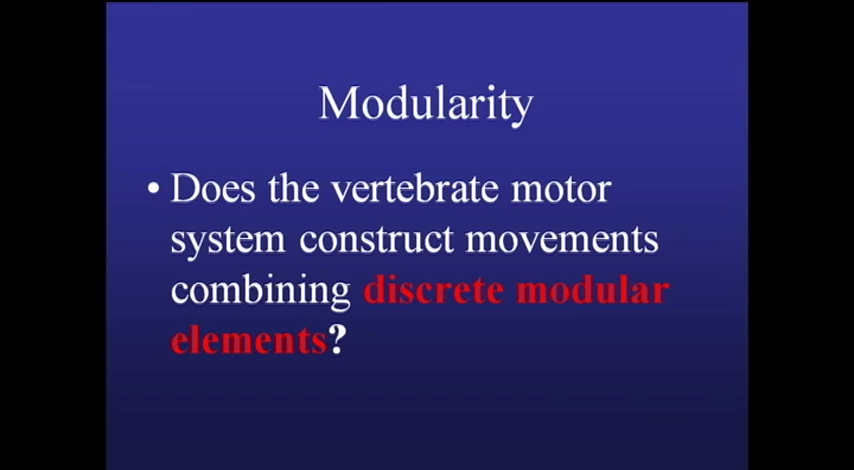 Modularity
• Does the vertebrate motor
system construct movements
combining discrete modular
elements?